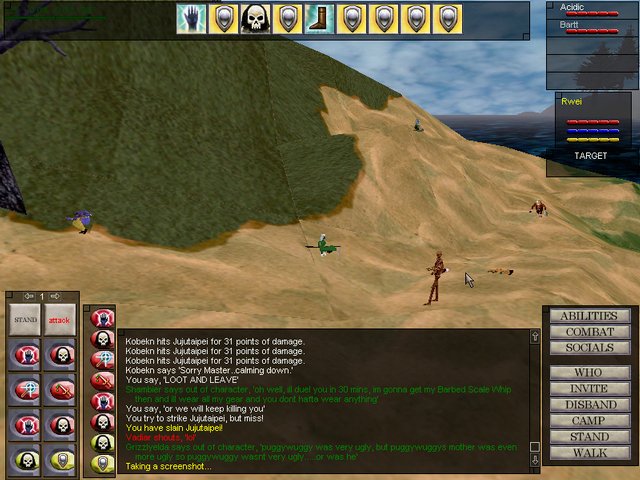 Acidic
Bartt
Rwei
TARGET
1
STAND
attack
Kobekn hits Jujutaipei for 31 points of damage.
Kobekn hits Jujutaipei for 31 points of damage.
Kobekn hits Jujutaipei for 31 points of damage.
Kobekn says 'Sorry Master..calming down.'
You say, 'LOOT AND LEAVE'
Shambler says out of character, 'oh well, ill duel you in 30 mins, im gonna get my Barbed Scale Whip
then and ill wear all my gear and you dont hafta wear anything'
You say, 'or we will keep killing you'
You try to strike Jujutaipei, but miss!
You have slain Jujutaipei!
Vadiar shouts, 'lol'
Grizzlyelda says out of character, 'puggywuggy was very ugly, but puggywuggys mother was even
more ugly so puggywuggy wasnt very ugly.....or was he'
Taking a screenshot...
ABILITIES
COMBAT
SOCIALS
WHO
INVITE
DISBAND
CAMP
STAND
WALK